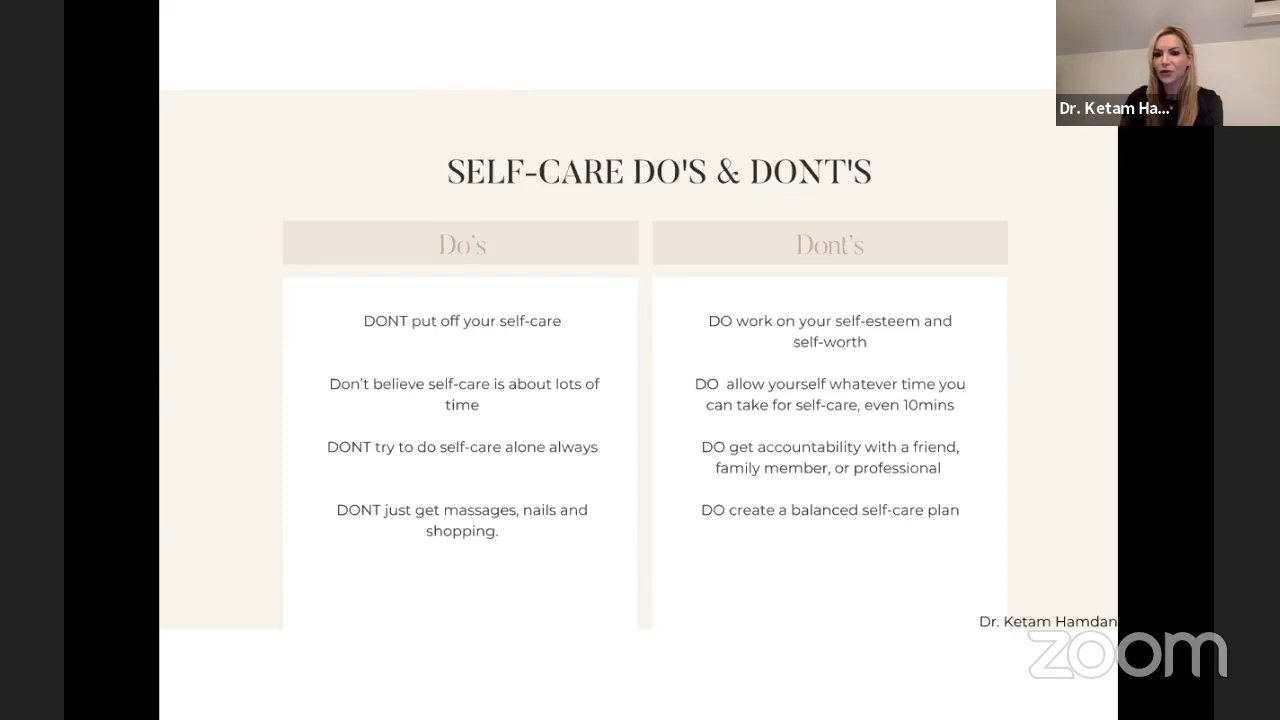 Dr. Ketam Ha...
SELF-CARE DO'S & DONT'S
Do's
DONT put off your self-care
Don't believe self-care is about lots of
time
DONT try to do self-care alone always
DONT just get massages, nails and
shopping.
Dont's
DO work on your self-esteem and
self-worth
DO  allow yourself whatever time you
can take for self-care, even 10mins
DO get accountability with a friend,
family member, or professional
DO create a balanced self-care plan
Dr. Ketam Hamdan
zoom